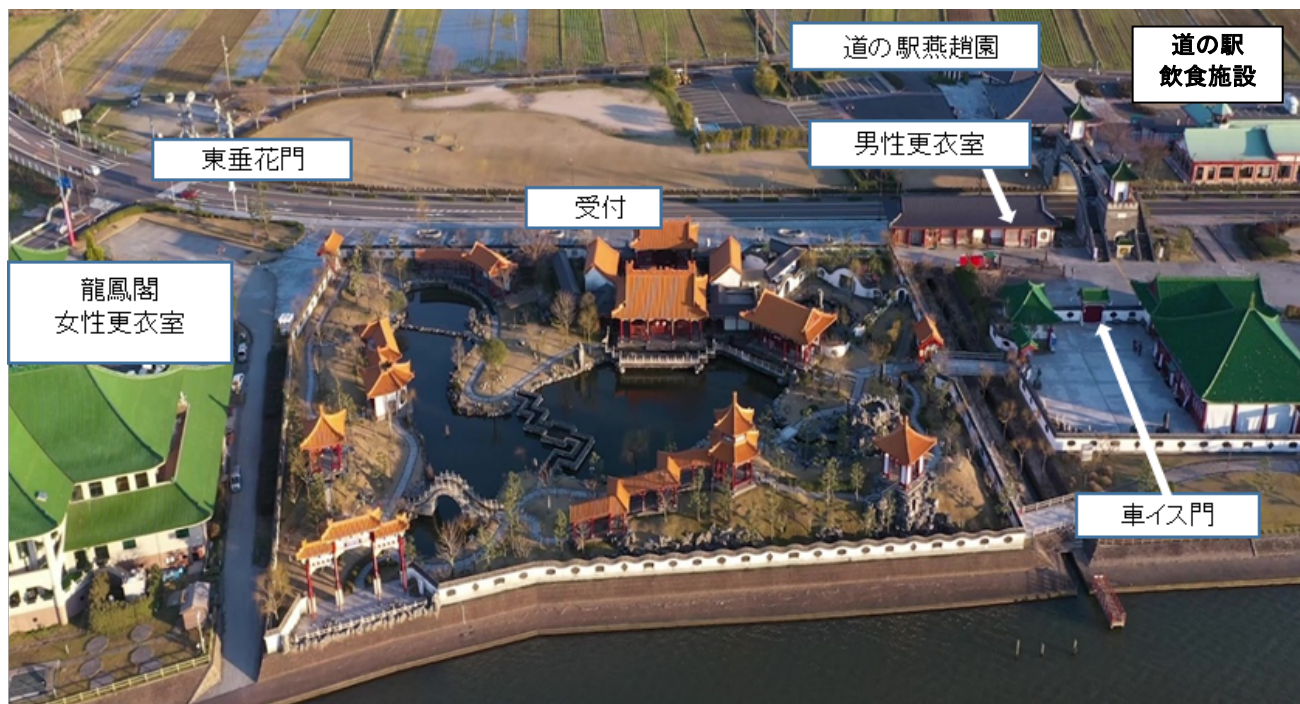 道の駅燕趙園
道の駅
飲食施設
男性更衣室
東垂花門
受付
龍鳳閣
女性更衣室
車イス門